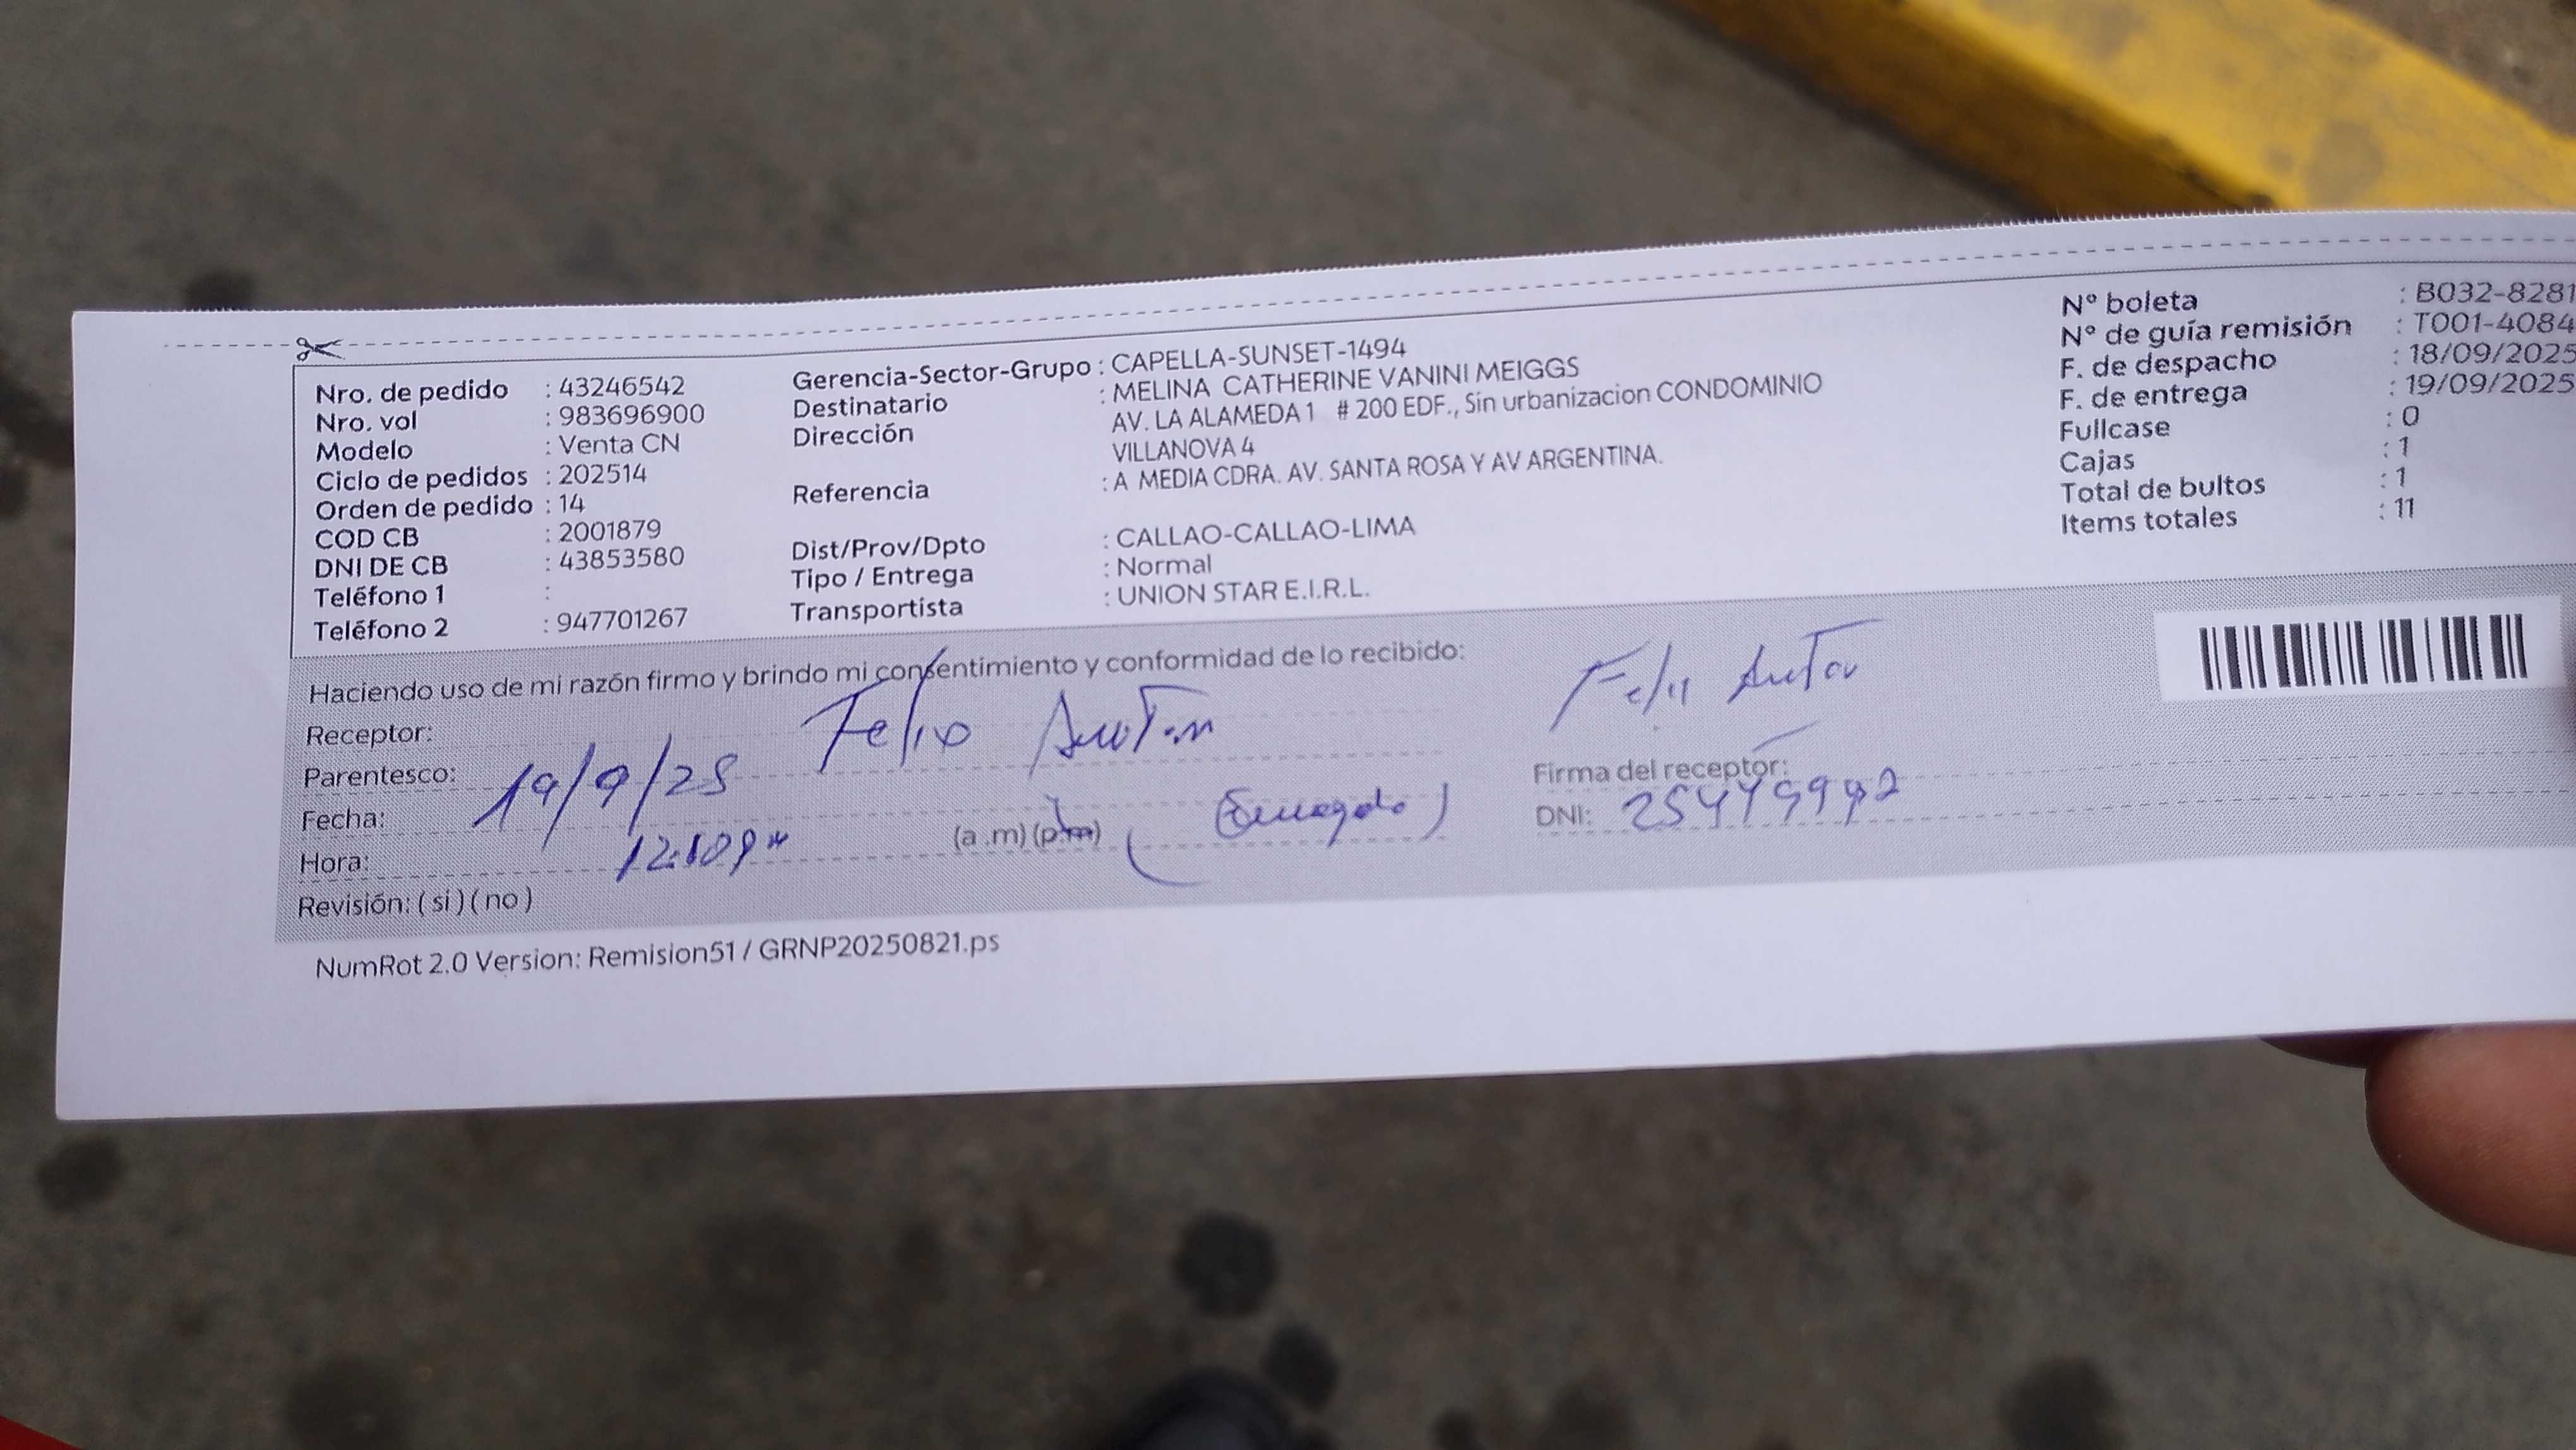 Nro. de pedido : 43246542
Nro. vol : 983696900
Modelo : Venta CN
Ciclo de pedidos : 202514
Orden de pedido : 14
COD CB : 2001879
DNI DE CB : 43853580
Teléfono 1 :
Teléfono 2 : 947701267
Gerencia-Sector-Grupo : CAPELLA-SUNSET-1494
Destinatario : MELINA CATHERINE VANINI MEIGGS
Dirección AV. LA ALAMEDA 1 # 200 EDF., Sin urbanizacion CONDOMINIO
VILLANOVA 4
Referencia : A MEDIA CDRA. AV. SANTA ROSA Y AV ARGENTINA.
Dist/Prov/Dpto : CALLAO-CALLAO-LIMA
Tipo / Entrega : Normal
Transportista : UNION STAR E.I.R.L.
Nº boleta : B032-8281
Nº de guía remisión : T001-4084
F. de despacho : 18/09/2025
F. de entrega : 19/09/2025
Fullcase : 0
Cajas : 1
Total de bultos : 1
Items totales : 11
Haciendo uso de mi razón firmo y brindo mi consentimiento y conformidad de lo recibido:
Receptor: Felix
Parentesco:
Fecha: 19/9/25
Hora: (a.m) (p.m)
Revisión: ( si ) ( no )
Firma del receptor:
DNI:
NumRot 2.0 Version: Remision51 / GRNP20250821.ps